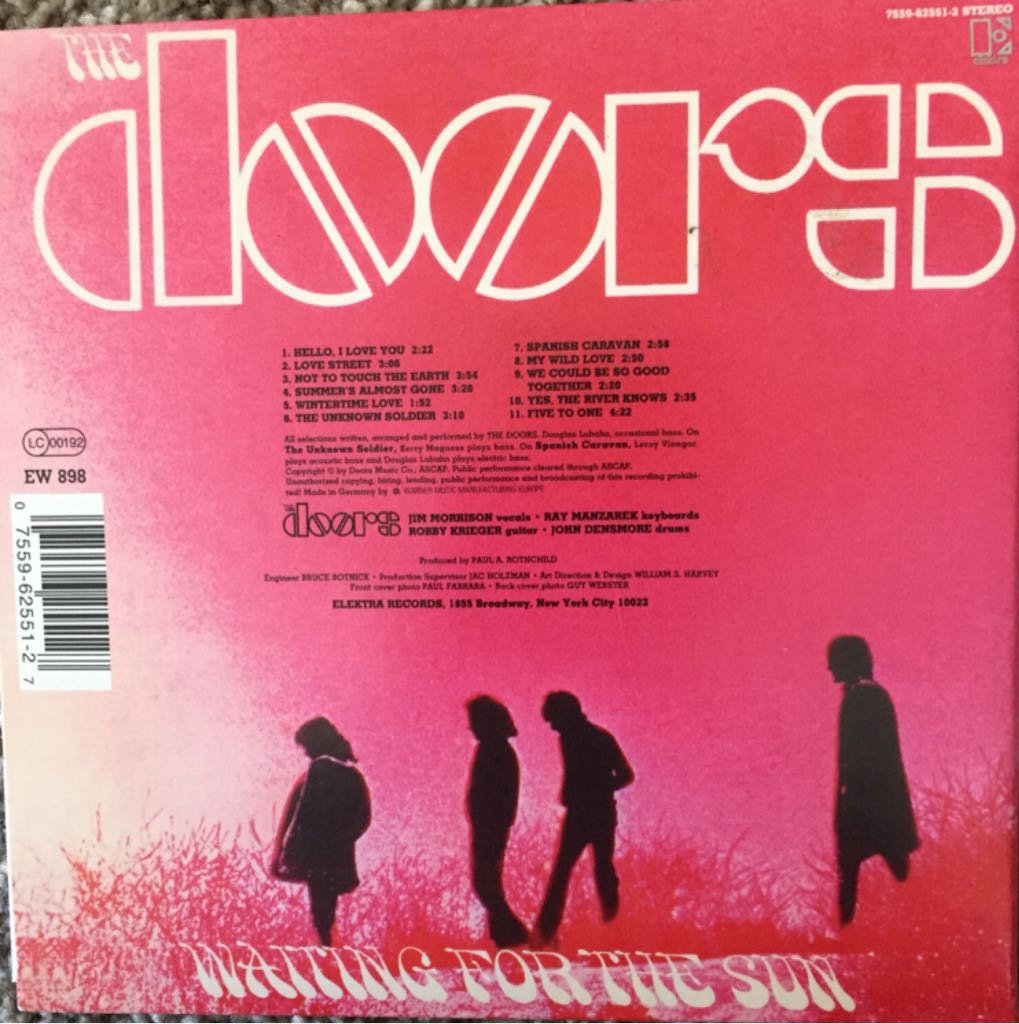 7559-62551-2 STEREO
THE
doors
1. HELLO, I LOVE YOU 2:22
2. LOVE STREET 3:06
3. NOT TO TOUCH THE EARTH 3:54
4. SUMMER'S ALMOST GONE 3:20
5. WINTERTIME LOVE 1:52
6. THE UNKNOWN SOLDIER 3:10
7. SPANISH CARAVAN 2:58
8. MY WILD LOVE 2:50
9. WE COULD BE SO GOOD
TOGETHER 2:20
10. YES, THE RIVER KNOWS 2:35
11. FIVE TO ONE 4:22
All selections written, arranged and performed by THE DOORS. Douglas Lubahn, occasional bass. On
The Unknown Soldier, Kerry Magness plays bass. On Spanish Caravan, Leroy Vinegar
plays acoustic bass and Douglas Lubahn plays electric bass.
Copyright © by Doors Music Co., ASCAP. Public performance cleared through ASCAP.
Unauthorised copying, hiring, lending, public performance and broadcasting of this recording prohibi-
ted! Made in Germany by WARNER MUSIC MANUFACTURING EUROPE
THE doors JIM MORRISON vocals • RAY MANZAREK keyboards
ROBBY KRIEGER guitar • JOHN DENSMORE drums
Produced by PAUL A. ROTHCHILD
Engineer BRUCE BOTNICK • Production Supervisor JAC HOLZMAN • Art Direction & Design WILLIAM S. HARVEY
Front cover photo PAUL FARRARA • Back cover photo GUY WEBSTER
ELEKTRA RECORDS, 1855 Broadway, New York City 10023
LC 00192
EW 898
0 7559-62551-2 7
WAITING FOR THE SUN